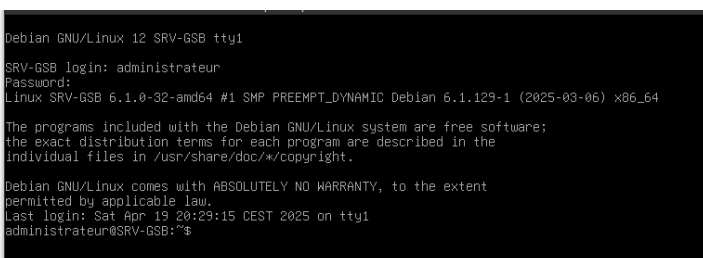 Debian GNU/Linux 12 SRV-GSB tty1
SRV-GSB login: administrateur
Password:
Linux SRV-GSB 6.1.0-32-amd64 #1 SMP PREEMPT_DYNAMIC Debian 6.1.129-1 (2025-03-06) x86_64
The programs included with the Debian GNU/Linux system are free software;
the exact distribution terms for each program are described in the
individual files in /usr/share/doc/*/copyright.
Debian GNU/Linux comes with ABSOLUTELY NO WARRANTY, to the extent
permitted by applicable law.
Last login: Sat Apr 19 20:29:15 CEST 2025 on tty1
administrateur@SRV-GSB:~$